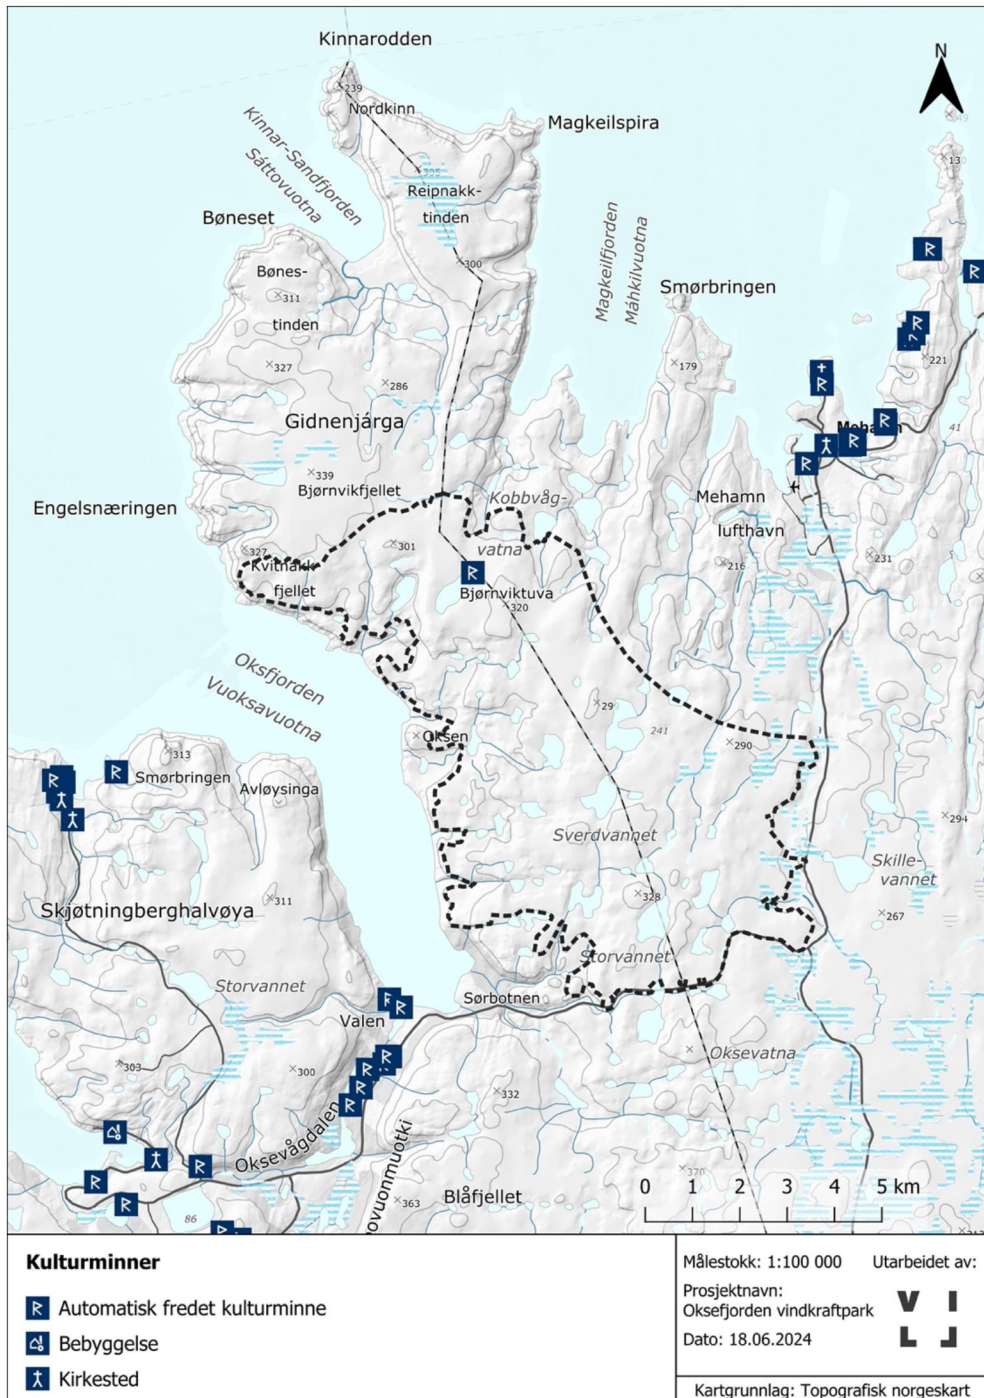 Kinnarodden
N
239
Nordkinn
Magkeilspira
Kinnar-Sandfjorden
Sáttovuotna
130
305
Reipnakk-
tinden
Bøneset
300
Magkeilfjorden
Máhkilvuotna
Bønes-
311
tinden
Smørbringen
327
286
179
221
Gidnenjárga
Mehamn
41
339
Bjørnvikfjellet
Kobbvåg-
vatna
Mehamn
lufthavn
Engelsnæringen
327
301
Kvitnakk-
fjellet
216
231
Bjørnviktuva
320
Oksfjorden
Vuoksavuotna
299
241
290
Oksen
313
Smørbringen
Avløysinga
294
Sverdvannet
Skille-
vannet
311
328
267
Skjøtningberghalvøya
Storvannet
Storvannet
Sørbotnen
Valen
Oksevatna
303
300
332
Oksevågdalen
370
363
Blåfjellet
86
0 1 2 3 4 5 km
Kulturminner
Automatisk fredet kulturminne
Bebyggelse
Kirkested
Målestokk: 1:100 000
Utarbeidet av:
Prosjektnavn:
Oksefjorden vindkraftpark
Dato: 18.06.2024
Kartgrunnlag: Topografisk norgeskart